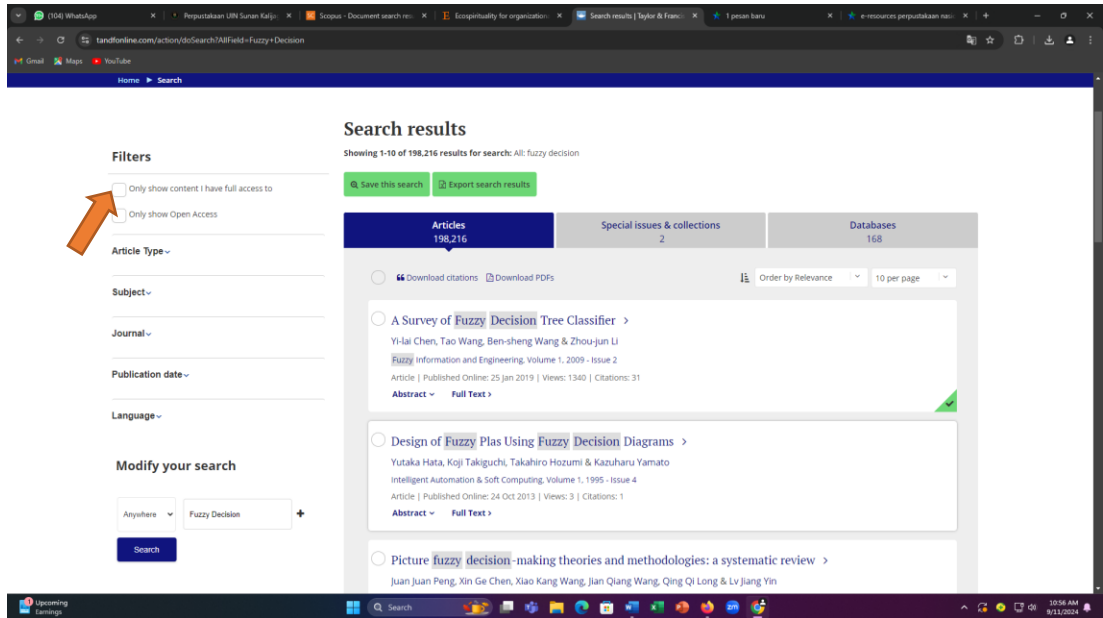 (104) WhatsApp
Perpustakaan UIN Sunan Kalija
Scopus - Document search resu
Ecospirituality for organization
Search results | Taylor & Franci
1 pesan baru
e-resources perpustakaan nasio
tandfonline.com/action/doSearch?AllField=Fuzzy+Decision
Gmail Maps YouTube
Home Search
Search results
Showing 1-10 of 198,216 results for search: All: fuzzy decision
Save this search Export search results
Filters
Only show content I have full access to
Only show Open Access
Article Type
Subject
Journal
Publication date
Language
Modify your search
Anywhere Fuzzy Decision
Search
Articles
198,216
Special issues & collections
2
Databases
168
Download citations Download PDFs
Order by Relevance 10 per page
A Survey of Fuzzy Decision Tree Classifier
Yi-lai Chen, Tao Wang, Ben-sheng Wang & Zhou-jun Li
Fuzzy Information and Engineering, Volume 1, 2009 - Issue 2
Article | Published Online: 25 Jan 2019 | Views: 1340 | Citations: 31
Abstract Full Text
Design of Fuzzy Plas Using Fuzzy Decision Diagrams
Yutaka Hata, Koji Takiguchi, Takahiro Hozumi & Kazuharu Yamato
Intelligent Automation & Soft Computing, Volume 1, 1995 - Issue 4
Article | Published Online: 24 Oct 2013 | Views: 3 | Citations: 1
Abstract Full Text
Picture fuzzy decision-making theories and methodologies: a systematic review
Juan Juan Peng, Xin Ge Chen, Xiao Kang Wang, Jian Qiang Wang, Qing Qi Long & Lv Jiang Yin
Upcoming
Earnings
Search
zm
10:56 AM
9/11/2024